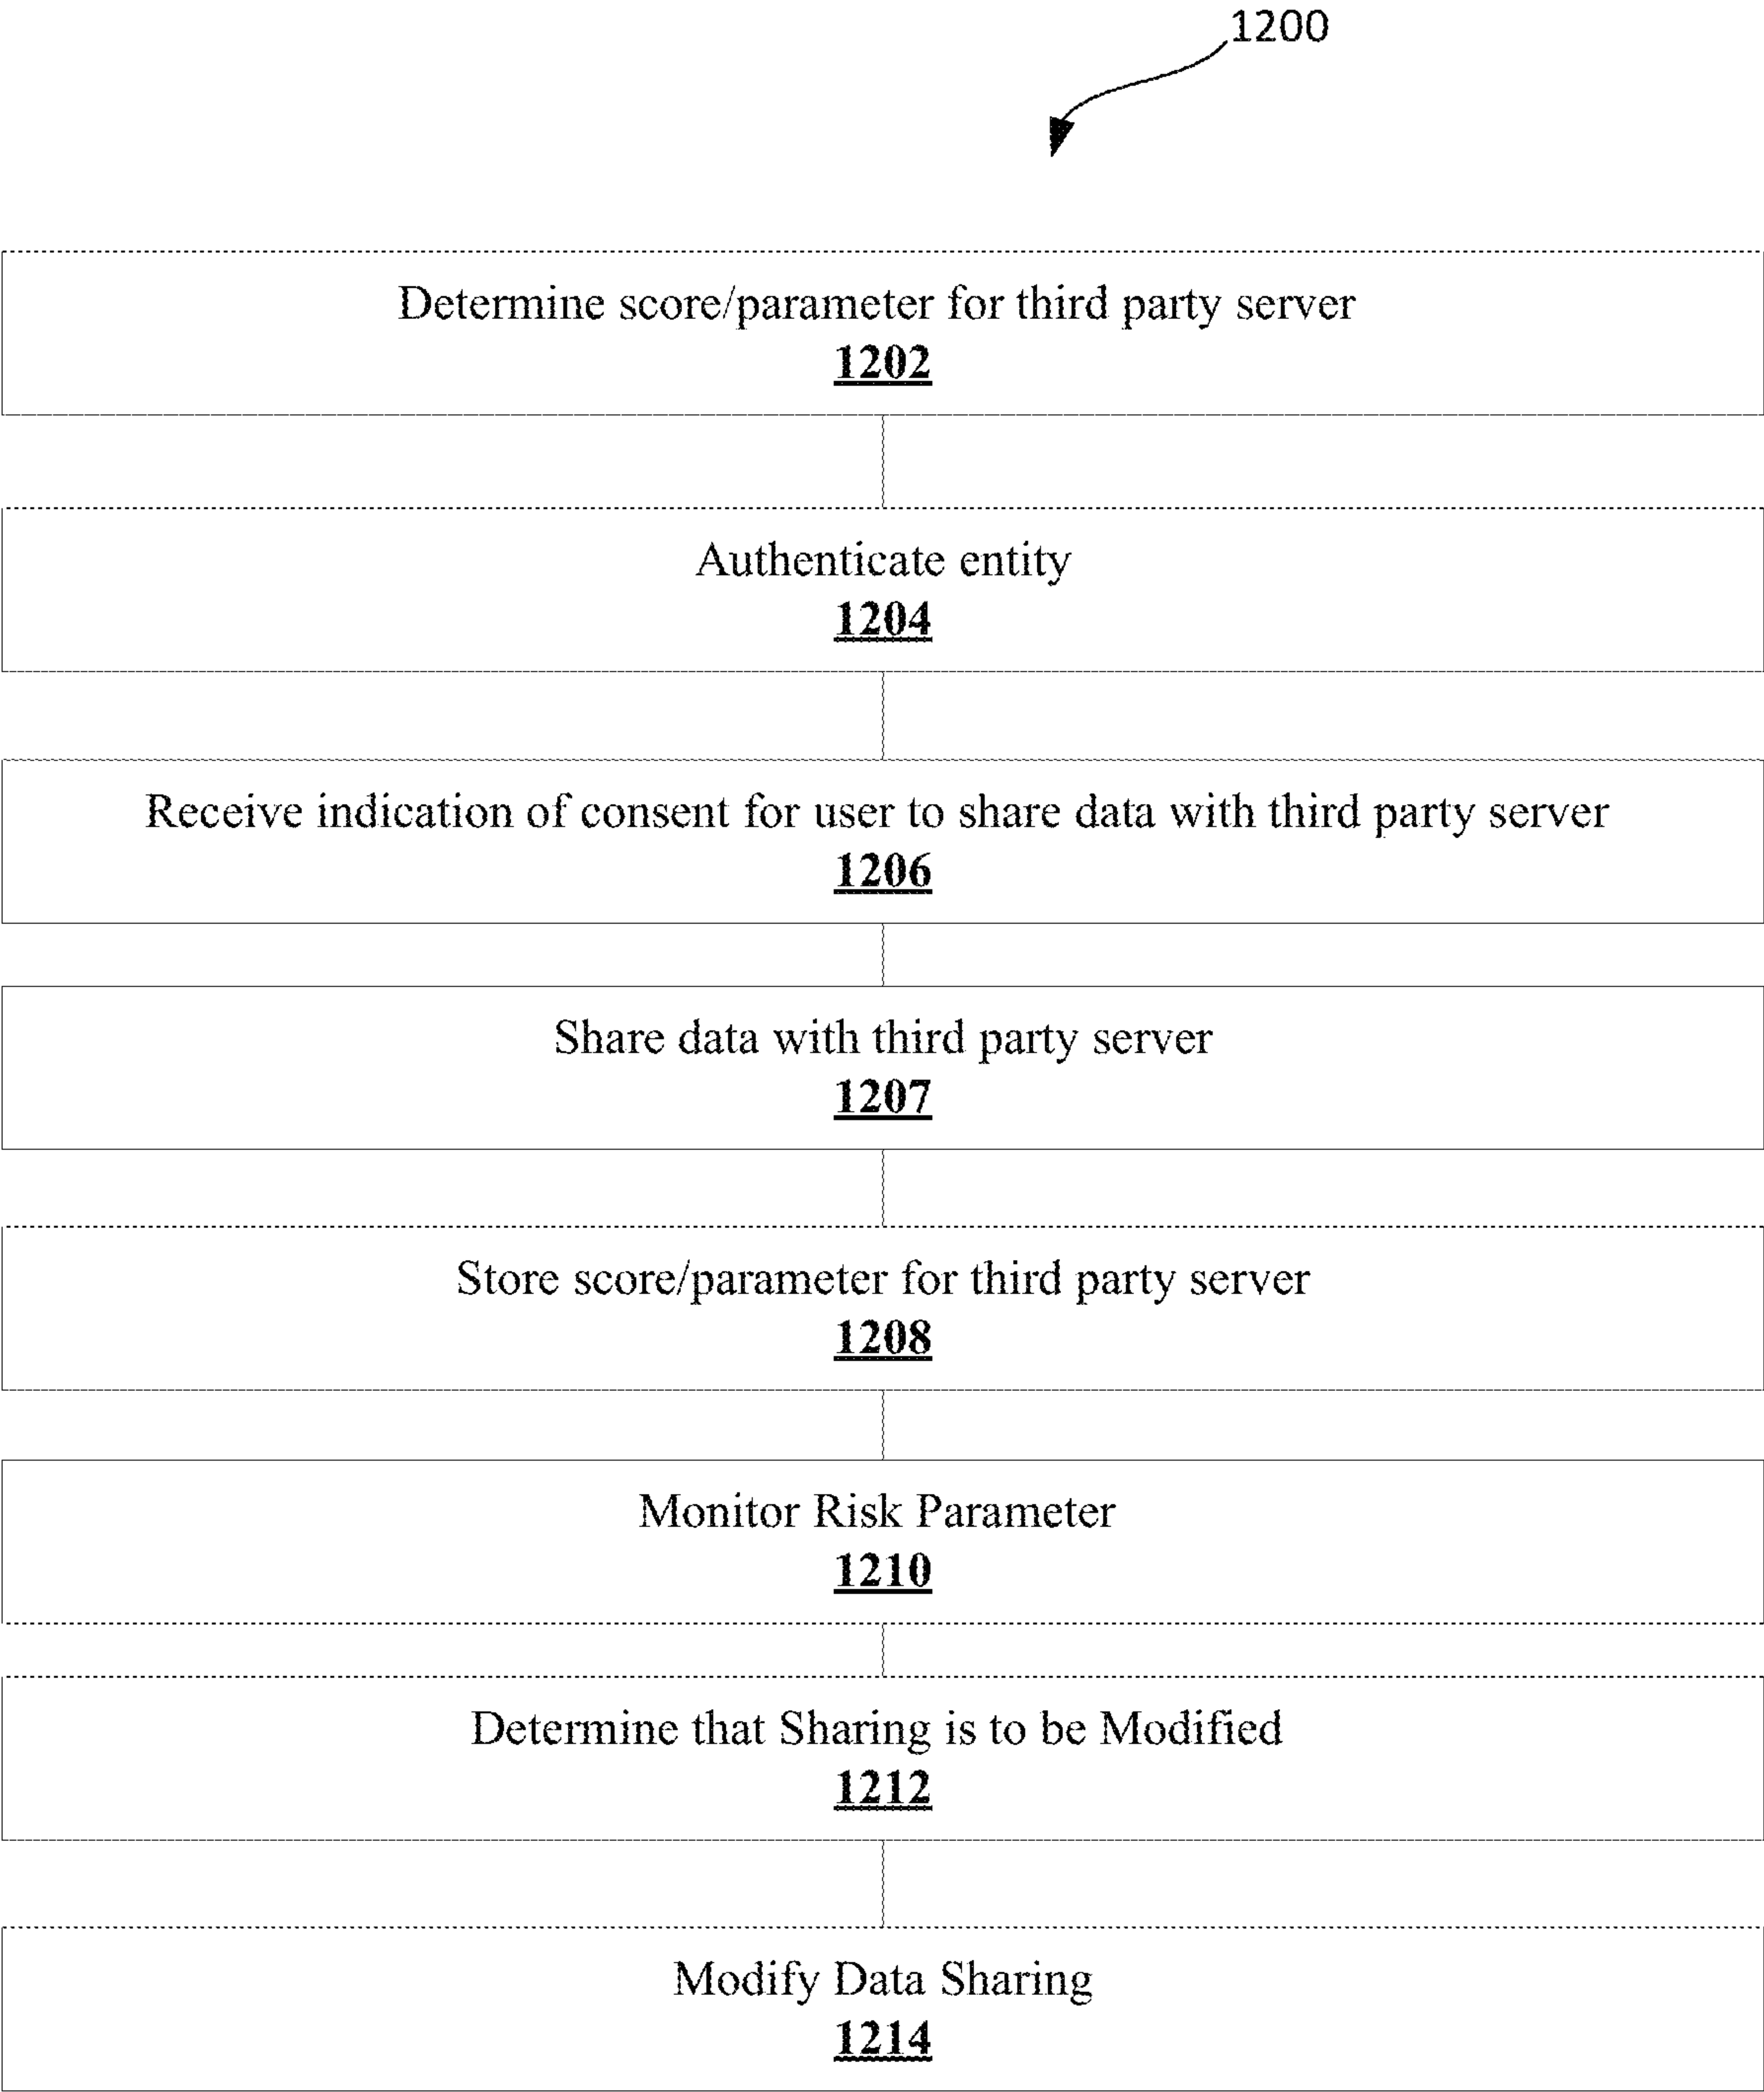 1200
Determine score/parameter for third party server
1202
Authenticate entity
1204
Receive indication of consent for user to share data with third party server
1206
Share data with third party server
1207
Store score/parameter for third party server
1208
Monitor Risk Parameter
1210
Determine that Sharing is to be Modified
1212
Modify Data Sharing
1214